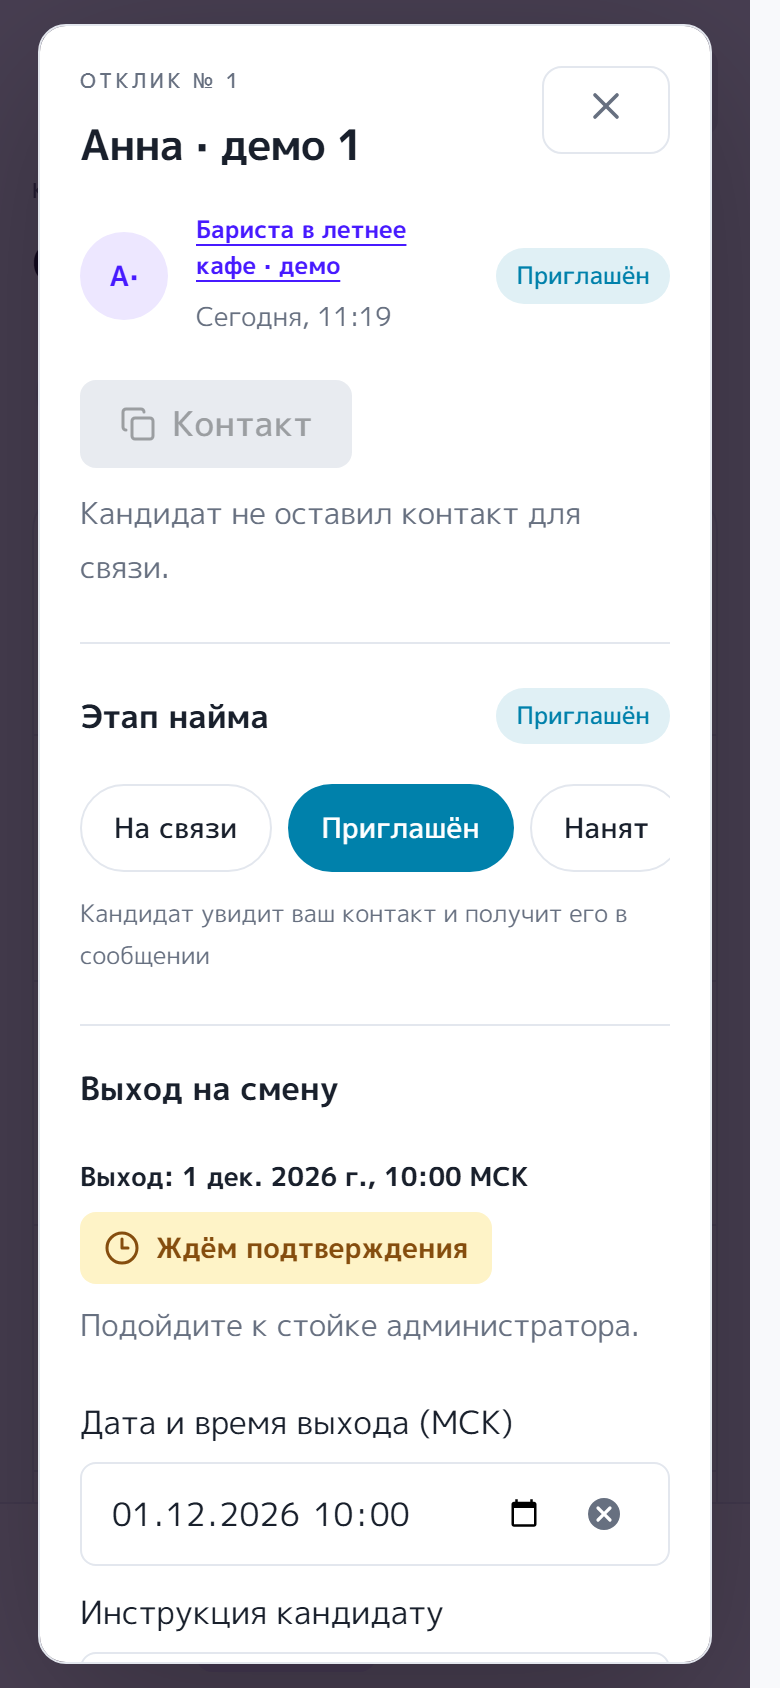 ОТКЛИК № 1
Анна · демо 1
А·
Бариста в летнее
кафе · демо
Приглашён
Сегодня, 11:19
Контакт
Кандидат не оставил контакт для
связи.
Этап найма
Приглашён
На связи
Приглашён
Нанят
Кандидат увидит ваш контакт и получит его в
сообщении
Выход на смену
Выход: 1 дек. 2026 г., 10:00 МСК
Ждём подтверждения
Подойдите к стойке администратора.
Дата и время выхода (МСК)
01.12.2026 10:00
Инструкция кандидату